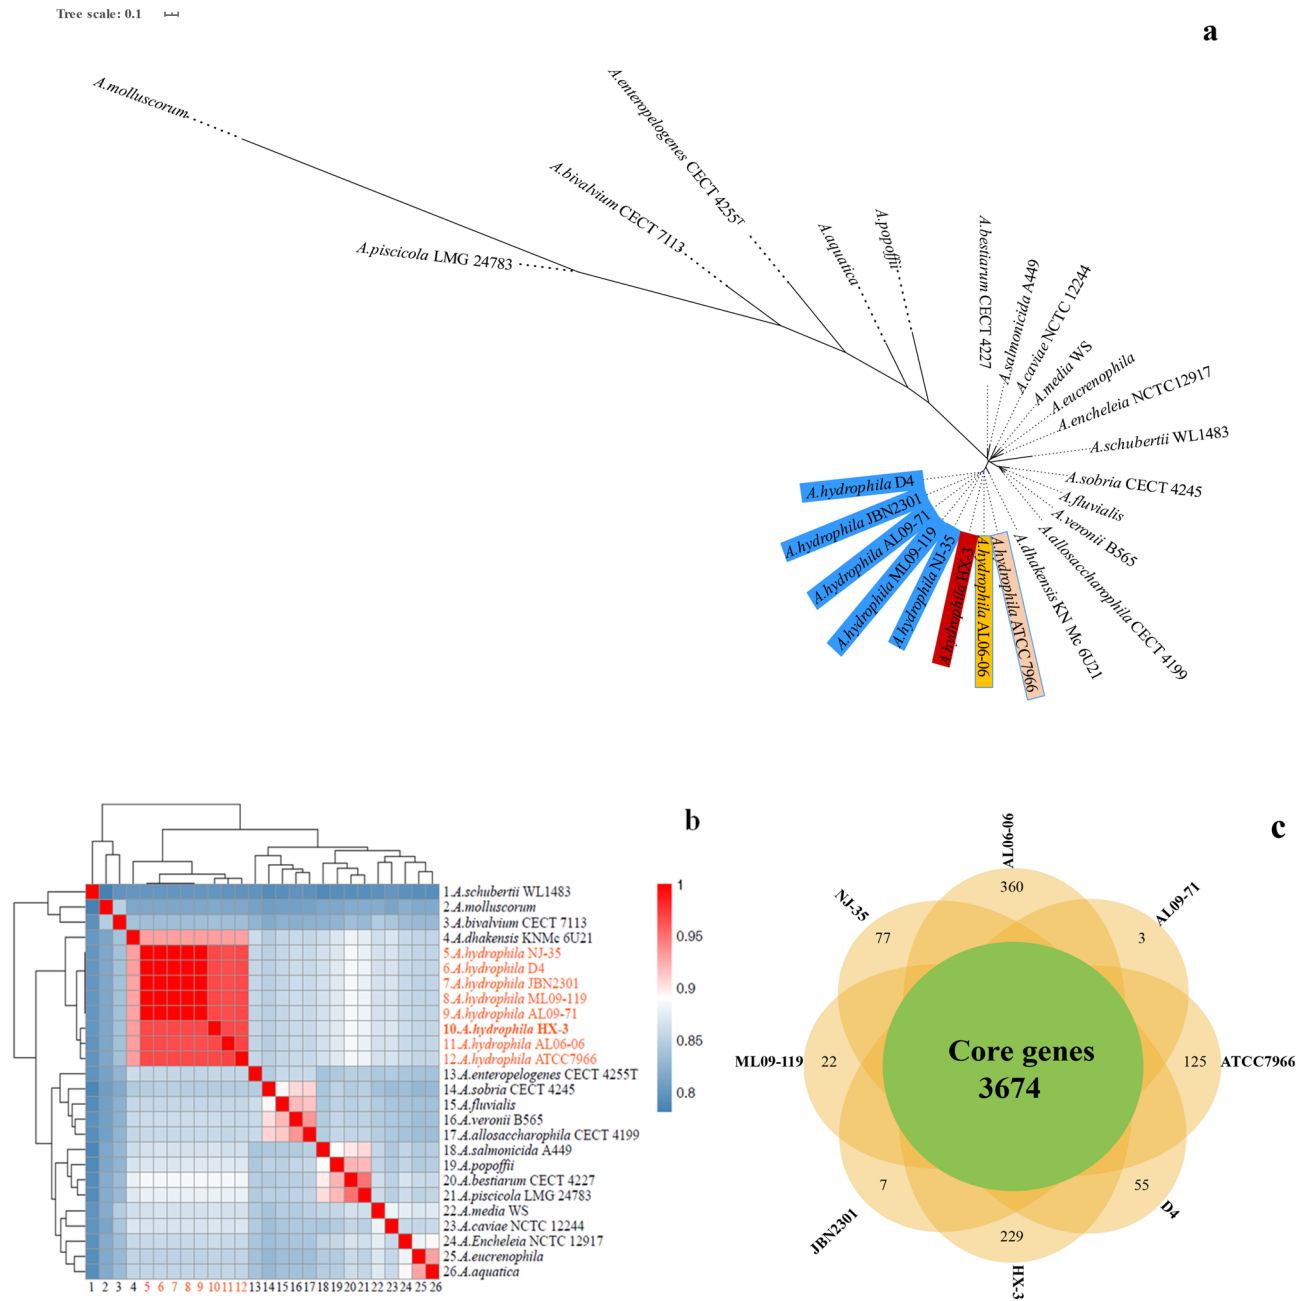 Tree scale: 0.1
a
A.molluscorum
A.enteropelogenes CECT 4255T
A.bivalvium CECT 7113
A.piscicola LMG 24783
A.aquatica
A.popoffii
A.bestiarum CECT 4227
A.salmonicida A449
A.caviae NCTC 12244
A.media WS
A.eucrenophila
A.encheleia NCTC12917
A.schubertii WL1483
A.sobria CECT 4245
A.fluvialis
A.veronii B565
A.allosaccharophila CECT 4199
A.dhakensis KN Mc 6U21
A.hydrophila ATCC 7966
A.hydrophila AL06-06
A.hydrophila HX-3
A.hydrophila NJ-35
A.hydrophila ML09-119
A.hydrophila AL09-71
A.hydrophila JBN2301
A.hydrophila D4
b
1.A.schubertii WL1483
2.A.molluscorum
3.A.bivalvium CECT 7113
4.A.dhakensis KNMc 6U21
5.A.hydrophila NJ-35
6.A.hydrophila D4
7.A.hydrophila JBN2301
8.A.hydrophila ML09-119
9.A.hydrophila AL09-71
10.A.hydrophila HX-3
11.A.hydrophila AL06-06
12.A.hydrophila ATCC7966
13.A.enteropelogenes CECT 4255T
14.A.sobria CECT 4245
15.A.fluvialis
16.A.veronii B565
17.A.allosaccharophila CECT 4199
18.A.salmonicida A449
19.A.popoffii
20.A.bestiarum CECT 4227
21.A.piscicola LMG 24783
22.A.media WS
23.A.caviae NCTC 12244
24.A.Encheleia NCTC 12917
25.A.eucrenophila
26.A.aquatica
1 2 3 4 5 6 7 8 9 10 11 12 13 14 15 16 17 18 19 20 21 22 23 24 25 26
1
0.95
0.9
0.85
0.8
c
AL06-06
360
AL09-71
3
NJ-35
77
ML09-119
22
125
ATCC7966
Core genes
3674
7
JBN2301
55
D4
229
HX-3